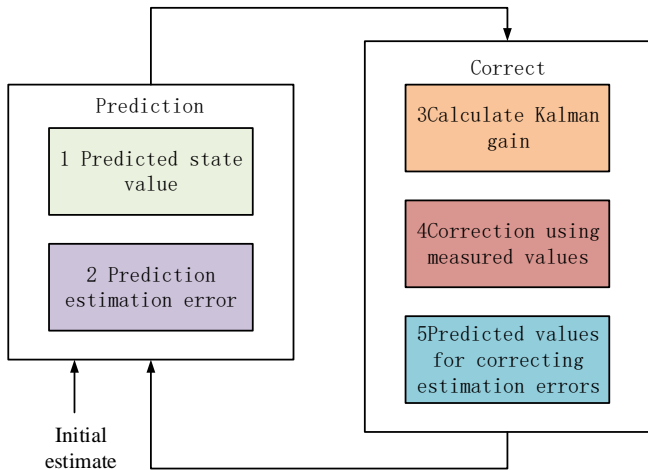 Prediction
1 Predicted state
value
2 Prediction
estimation error
Initial
estimate
Correct
3Calculate Kalman
gain
4Correction using
measured values
5Predicted values
for correcting
estimation errors